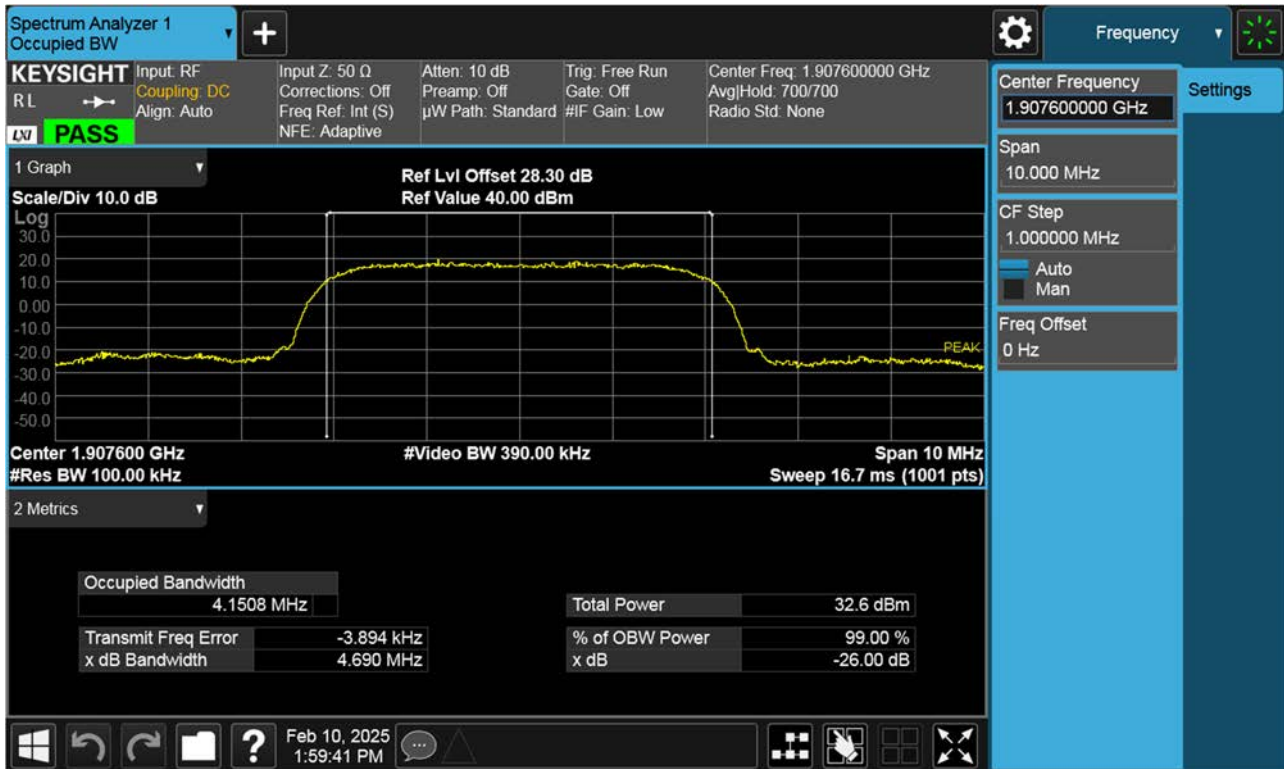 Spectrum Analyzer 1
Occupied BW
+
Frequency
KEYSIGHT
RL
LXI
PASS
Input: RF
Coupling: DC
Align: Auto
Input Z: 50 Ω
Corrections: Off
Freq Ref: Int (S)
NFE: Adaptive
Atten: 10 dB
Preamp: Off
µW Path: Standard
Trig: Free Run
Gate: Off
#IF Gain: Low
Center Freq: 1.907600000 GHz
Avg|Hold: 700/700
Radio Std: None
1 Graph
Scale/Div 10.0 dB
Ref Lvl Offset 28.30 dB
Ref Value 40.00 dBm
Log
30.0
20.0
10.0
0.00
-10.0
-20.0
-30.0
-40.0
-50.0
PEAK
Center 1.907600 GHz
#Video BW 390.00 kHz
Span 10 MHz
#Res BW 100.00 kHz
Sweep 16.7 ms (1001 pts)
2 Metrics
Occupied Bandwidth
4.1508 MHz
Total Power 32.6 dBm
Transmit Freq Error -3.894 kHz
% of OBW Power 99.00 %
x dB Bandwidth 4.690 MHz
x dB -26.00 dB
?
Feb 10, 2025
1:59:41 PM
Center Frequency
1.907600000 GHz
Settings
Span
10.000 MHz
CF Step
1.000000 MHz
Auto
Man
Freq Offset
0 Hz